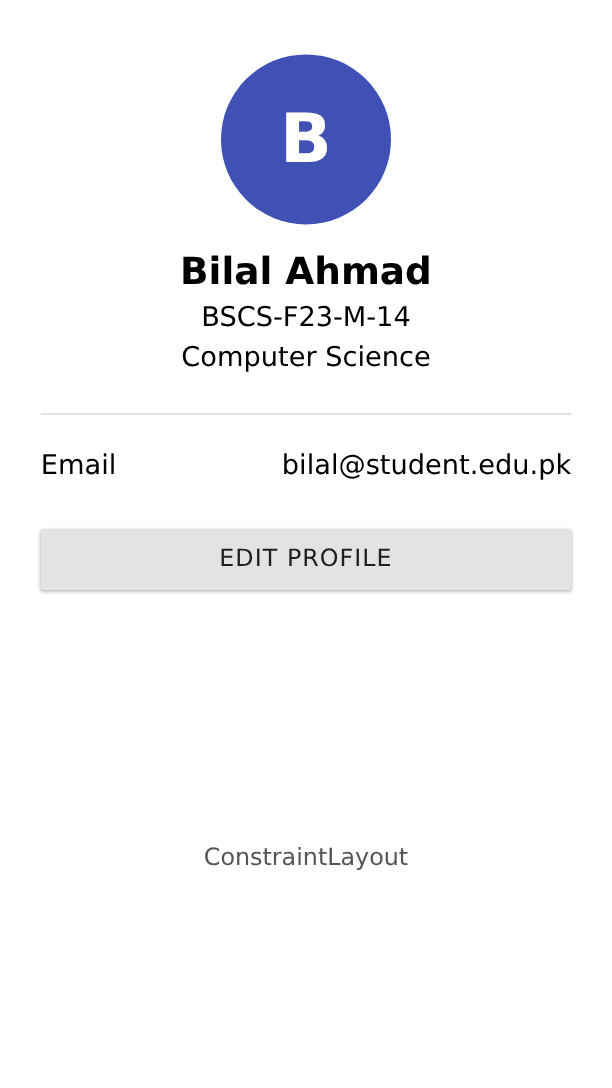 B
Bilal Ahmad
BSCS-F23-M-14
Computer Science
Email bilal@student.edu.pk
EDIT PROFILE
ConstraintLayout